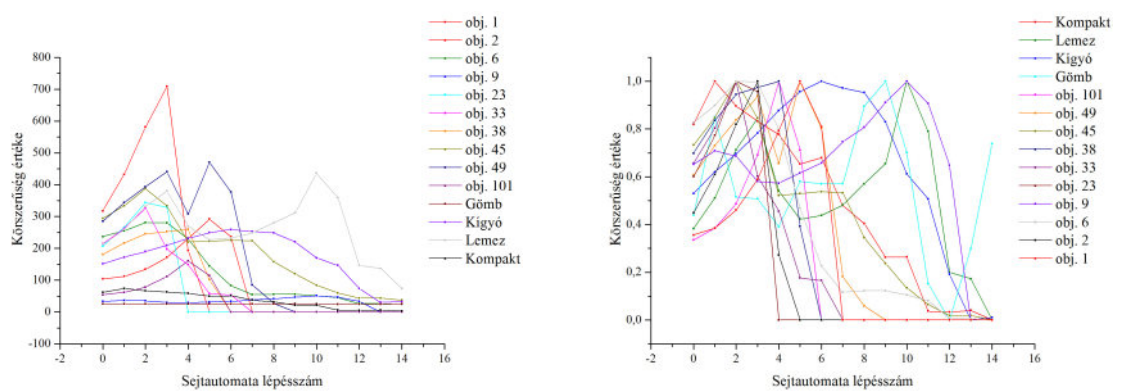 800
700
600
500
400
300
200
100
0
-100
-2 0 2 4 6 8 10 12 14 16
Körszerűség értéke
Sejtautomata lépésszám
obj. 1
obj. 2
obj. 6
obj. 9
obj. 23
obj. 33
obj. 38
obj. 45
obj. 49
obj. 101
Gömb
Kígyó
Lemez
Kompakt
1,0
0,8
0,6
0,4
0,2
0,0
-2 0 2 4 6 8 10 12 14 16
Körszerűség értéke
Sejtautomata lépésszám
Kompakt
Lemez
Kígyó
Gömb
obj. 101
obj. 49
obj. 45
obj. 38
obj. 33
obj. 23
obj. 9
obj. 6
obj. 2
obj. 1